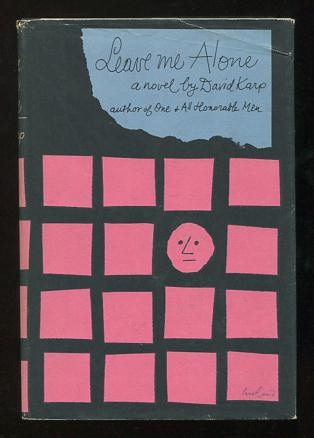 Leave me Alone
a novel by David Karp
author of One + All Honorable Men